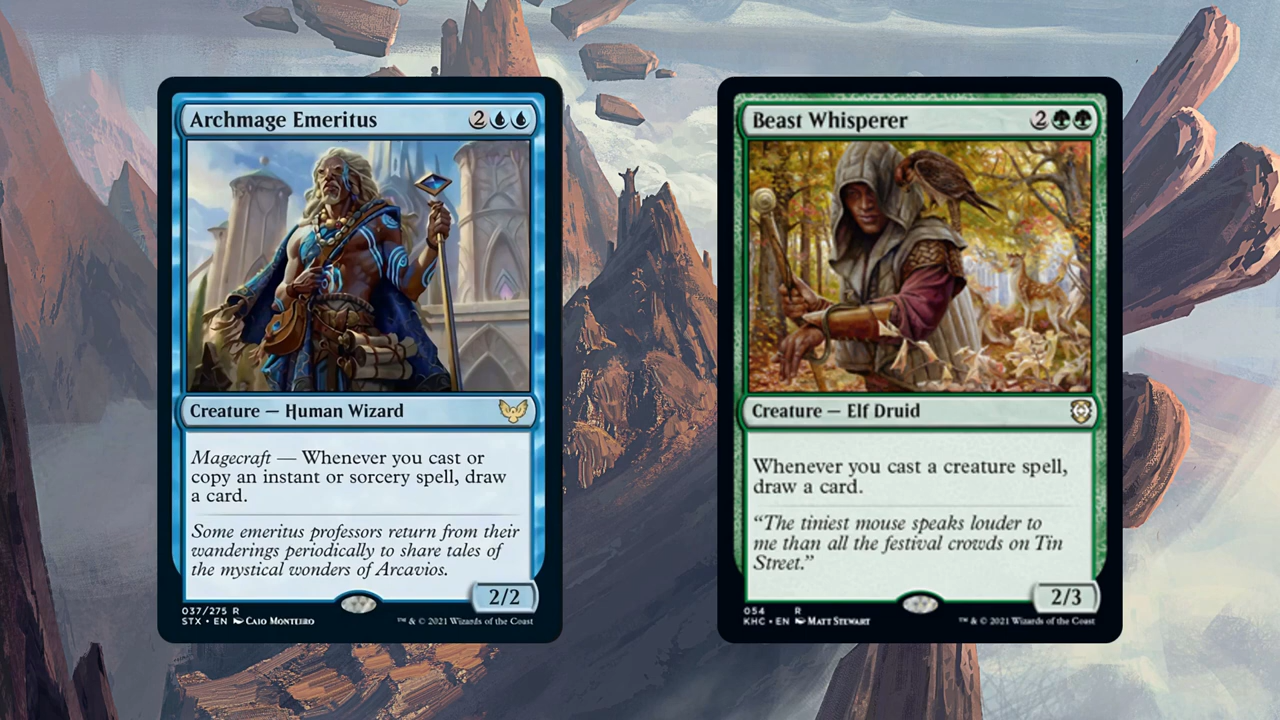 Archmage Emeritus 2
Creature — Human Wizard
Magecraft — Whenever you cast or
copy an instant or sorcery spell, draw
a card.
Some emeritus professors return from their
wanderings periodically to share tales of
the mystical wonders of Arcavios.
2/2
037/275 R
STX • EN Caio Monteiro
™ & © 2021 Wizards of the Coast
Beast Whisperer 2
Creature — Elf Druid
Whenever you cast a creature spell,
draw a card.
“The tiniest mouse speaks louder to
me than all the festival crowds on Tin
Street.”
2/3
054 R
KHC • EN Matt Stewart
™ & © 2021 Wizards of the Coast